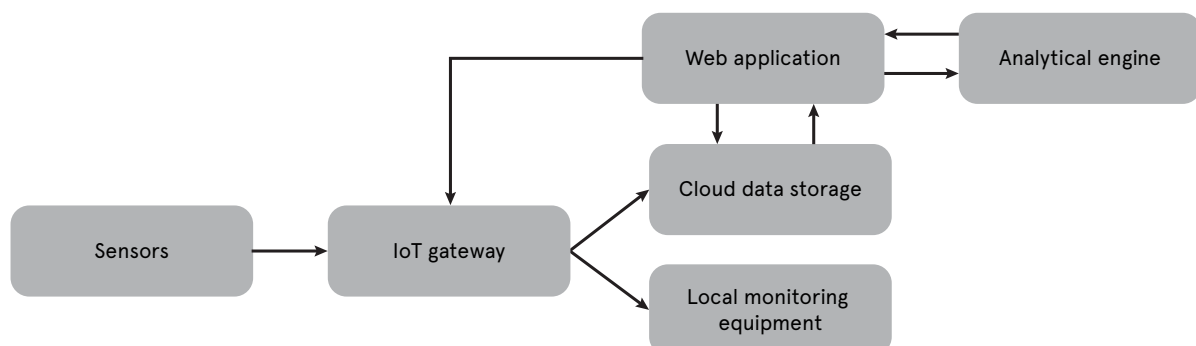 Web application
Analytical engine
Cloud data storage
Sensors
IoT gateway
Local monitoring
equipment